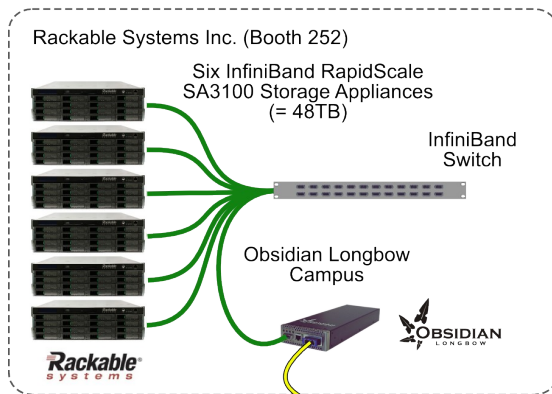 Rackable Systems Inc. (Booth 252)
Six InfiniBand RapidScale
SA3100 Storage Appliances
(= 48TB)
InfiniBand
Switch
Obsidian Longbow
Campus
OBSIDIAN
LONGBOW
Rackable
systems